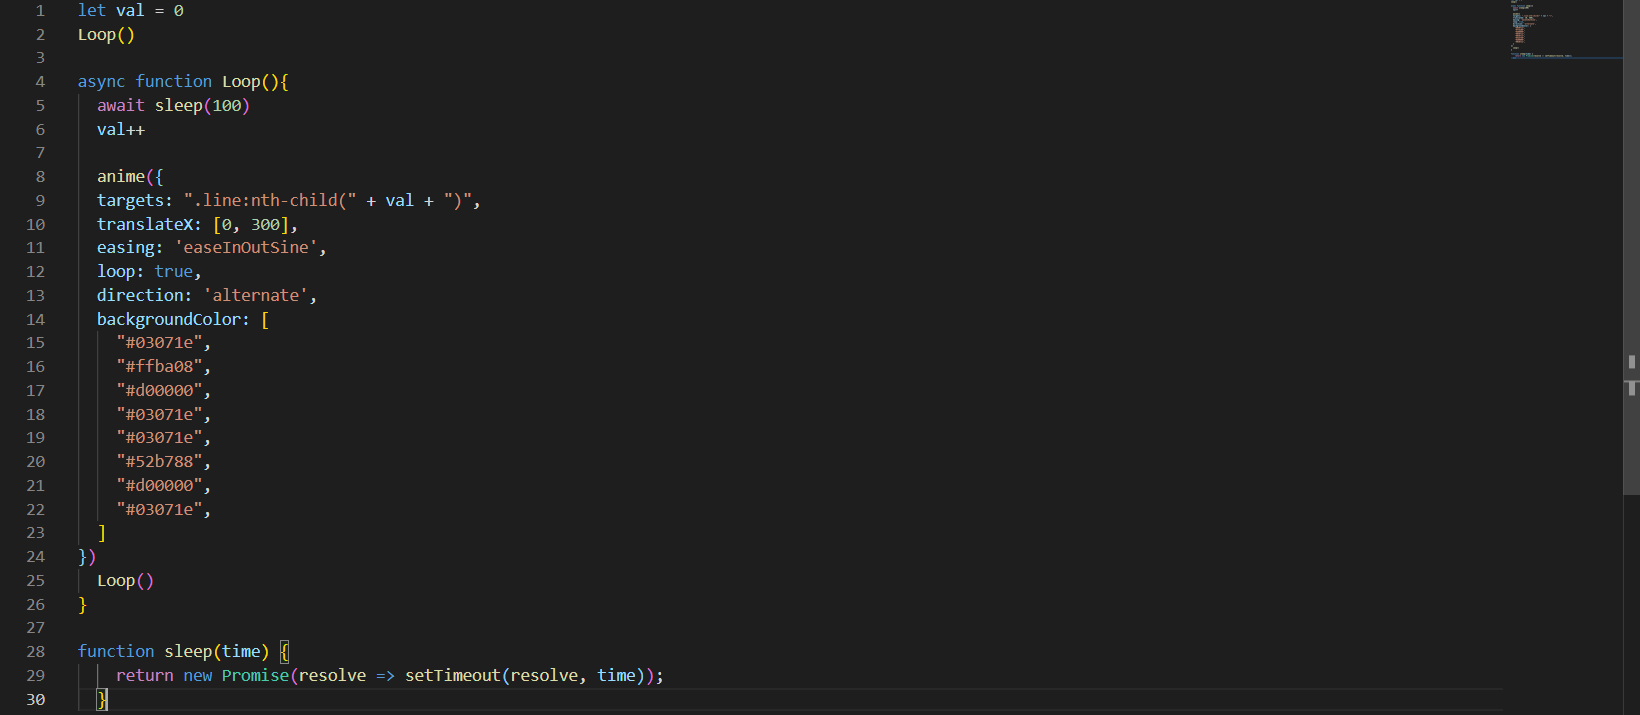 1 let val = 0
2 Loop()
3
4 async function Loop(){
5   await sleep(100)
6   val++
7
8   anime({
9   targets: ".line:nth-child(" + val + ")",
10   translateX: [0, 300],
11   easing: 'easeInOutSine',
12   loop: true,
13   direction: 'alternate',
14   backgroundColor: [
15     "#03071e",
16     "#ffba08",
17     "#d00000",
18     "#03071e",
19     "#03071e",
20     "#52b788",
21     "#d00000",
22     "#03071e",
23   ]
24 })
25   Loop()
26 }
27
28 function sleep(time) {
29     return new Promise(resolve => setTimeout(resolve, time));
30   }